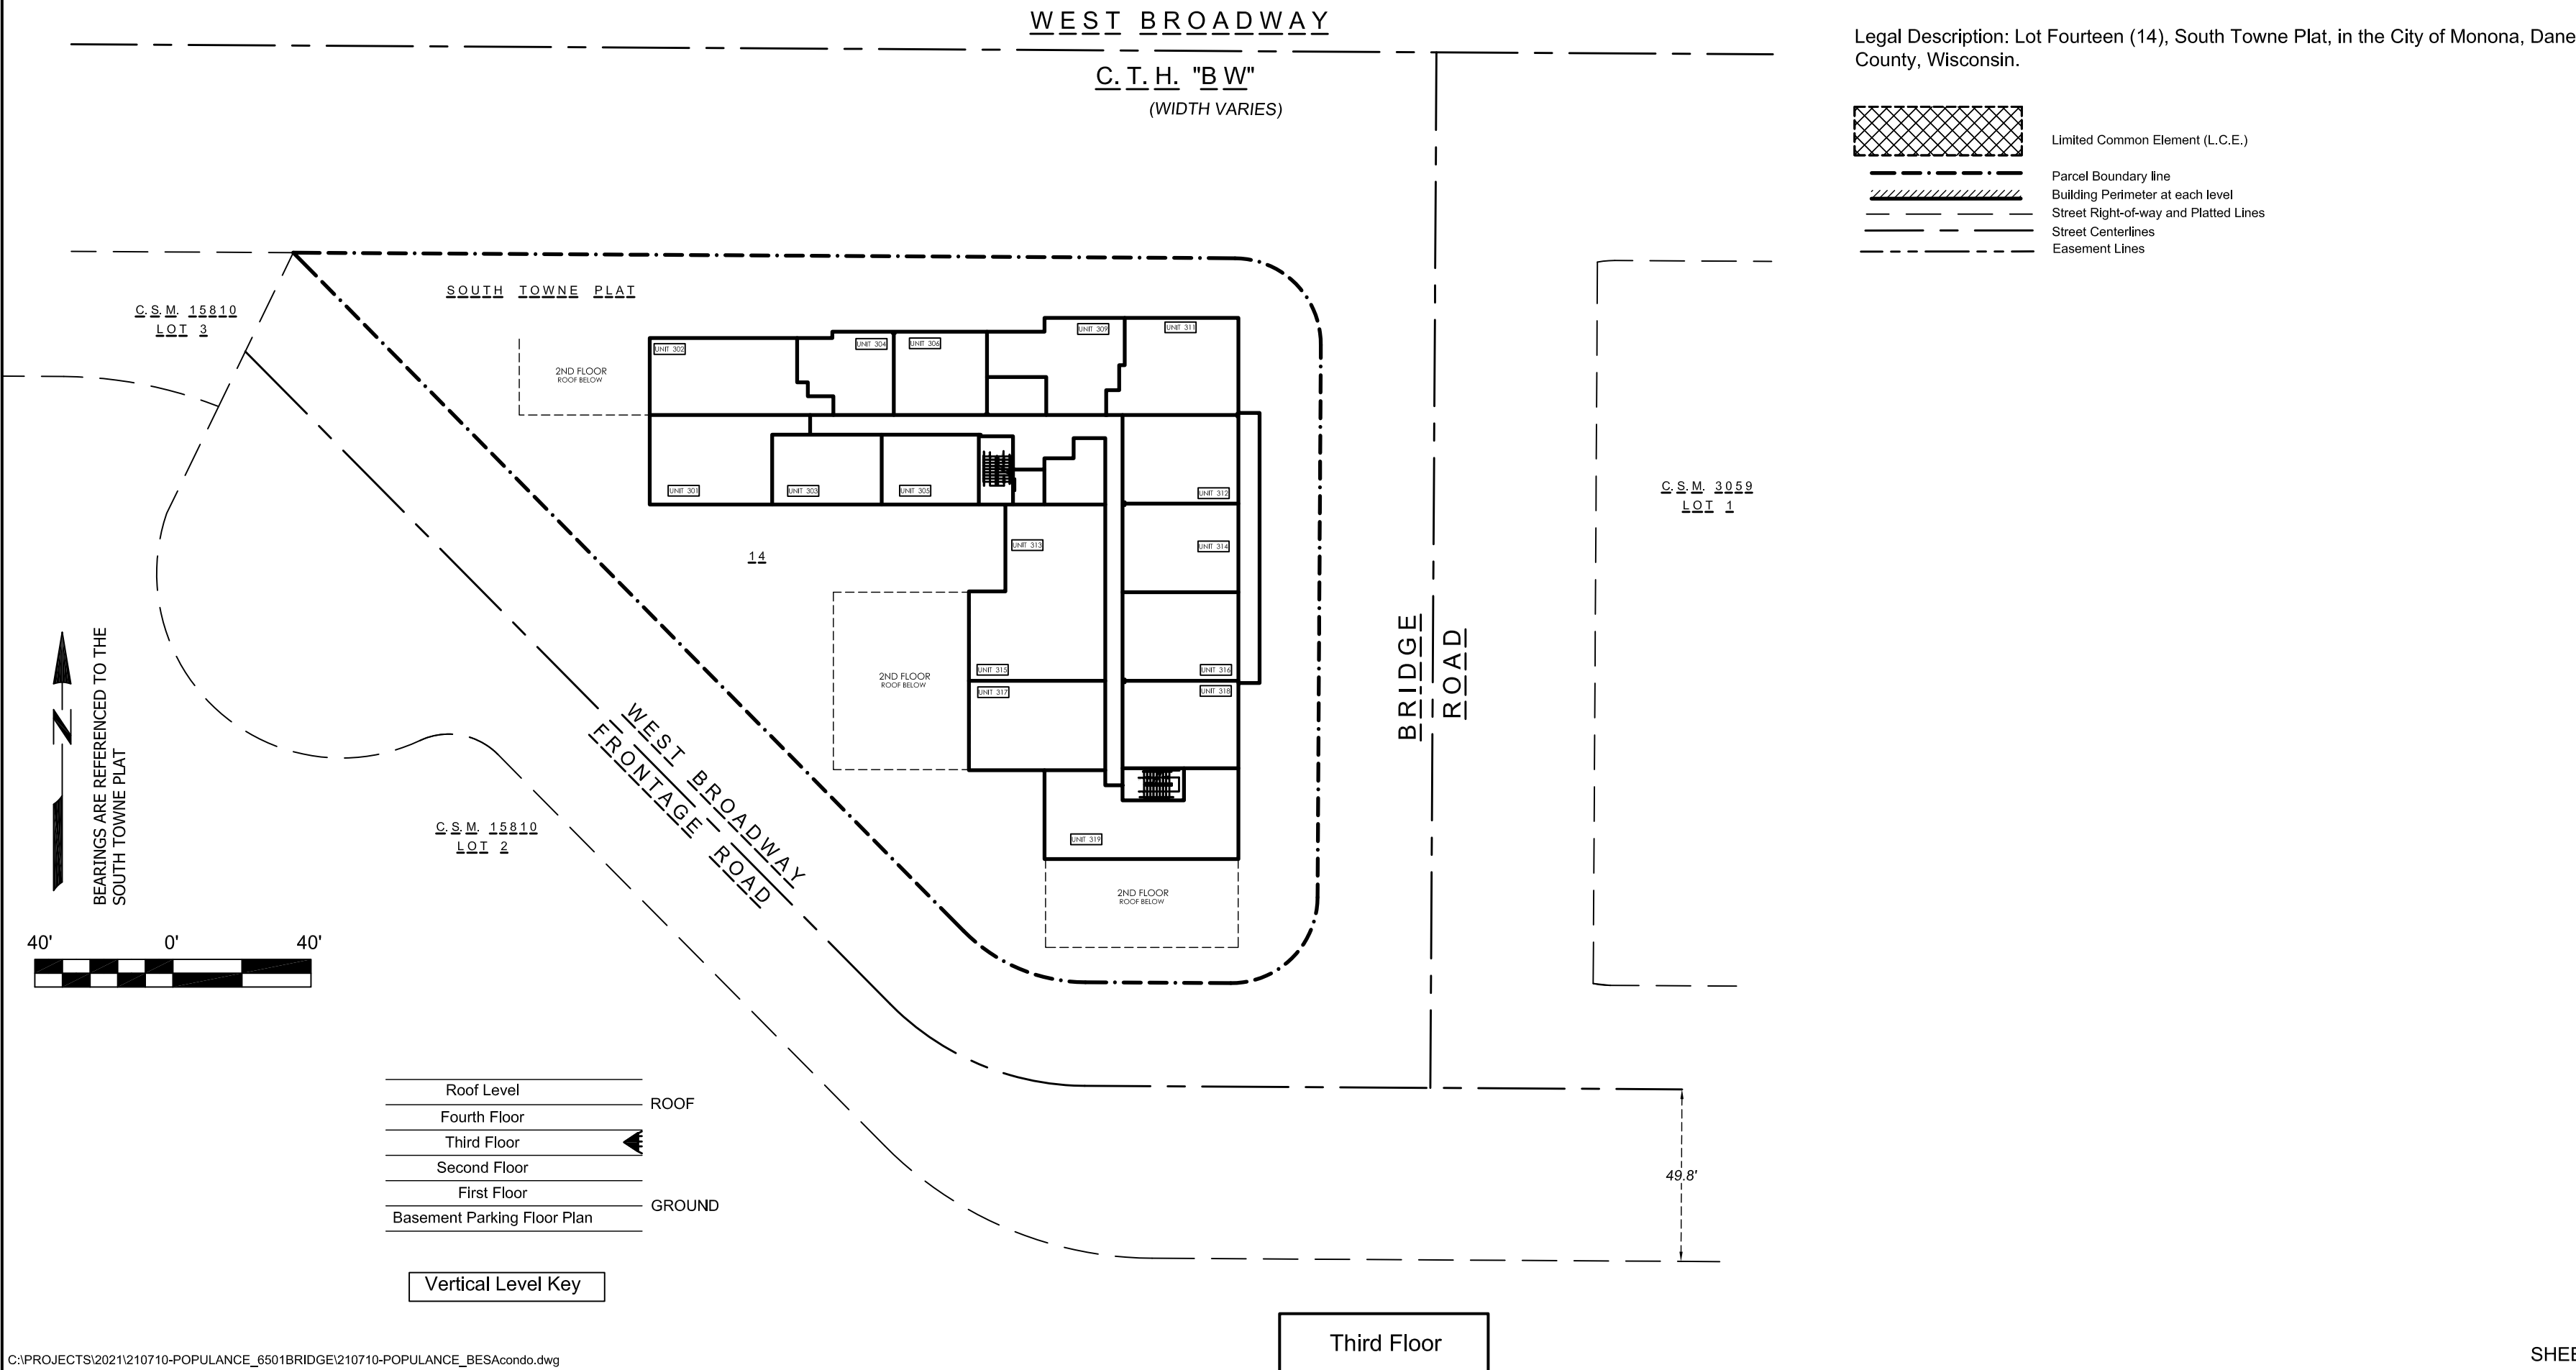 WEST BROADWAY
C. T. H. "B W"
(WIDTH VARIES)
Legal Description: Lot Fourteen (14), South Towne Plat, in the City of Monona, Dane
County, Wisconsin.
Limited Common Element (L.C.E.)
Parcel Boundary line
Building Perimeter at each level
Street Right-of-way and Platted Lines
Street Centerlines
Easement Lines
SOUTH TOWNE PLAT
C. S. M. 15810
LOT 3
2ND FLOOR
ROOF BELOW
UNIT 302
UNIT 304
UNIT 306
UNIT 309
UNIT 311
UNIT 301
UNIT 303
UNIT 305
UNIT 312
UNIT 313
UNIT 314
14
C. S. M. 3059
LOT 1
2ND FLOOR
ROOF BELOW
UNIT 315
UNIT 316
UNIT 317
UNIT 318
UNIT 319
2ND FLOOR
ROOF BELOW
BRIDGE
ROAD
WEST BROADWAY
FRONTAGE ROAD
N
BEARINGS ARE REFERENCED TO THE
SOUTH TOWNE PLAT
C. S. M. 15810
LOT 2
40' 0' 40'
Roof Level
ROOF
Fourth Floor
Third Floor
Second Floor
First Floor
GROUND
Basement Parking Floor Plan
Vertical Level Key
49.8'
Third Floor
C:\PROJECTS\2021\210710-POPULANCE_6501BRIDGE\210710-POPULANCE_BESAcondo.dwg